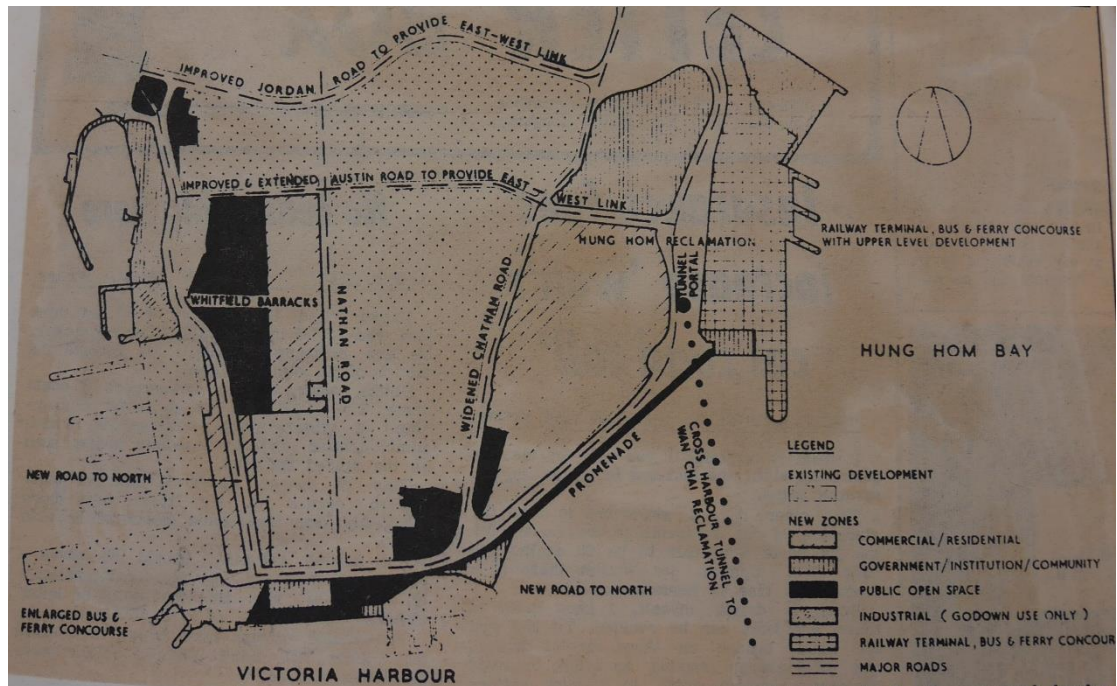 IMPROVED JORDAN ROAD TO PROVIDE EAST-WEST LINK
IMPROVED & EXTENDED AUSTIN ROAD TO PROVIDE EAST
WEST LINK
RAILWAY TERMINAL, BUS & FERRY CONCOURSE
WITH UPPER LEVEL DEVELOPMENT
HUNG HOM RECLAMATION
TUNNEL
PORTAL
WHITFIELD BARRACKS
NATHAN ROAD
WIDENED CHATHAM ROAD
HUNG HOM BAY
PROMENADE
CROSS HARBOUR TUNNEL TO
WAN CHAI RECLAMATION
NEW ROAD TO NORTH
NEW ROAD TO NORTH
ENLARGED BUS &
FERRY CONCOURSE
VICTORIA HARBOUR
LEGEND
EXISTING DEVELOPMENT
NEW ZONES
COMMERCIAL/RESIDENTIAL
GOVERNMENT/INSTITUTION/COMMUNITY
PUBLIC OPEN SPACE
INDUSTRIAL (GODOWN USE ONLY)
RAILWAY TERMINAL, BUS & FERRY CONCOUR
MAJOR ROADS